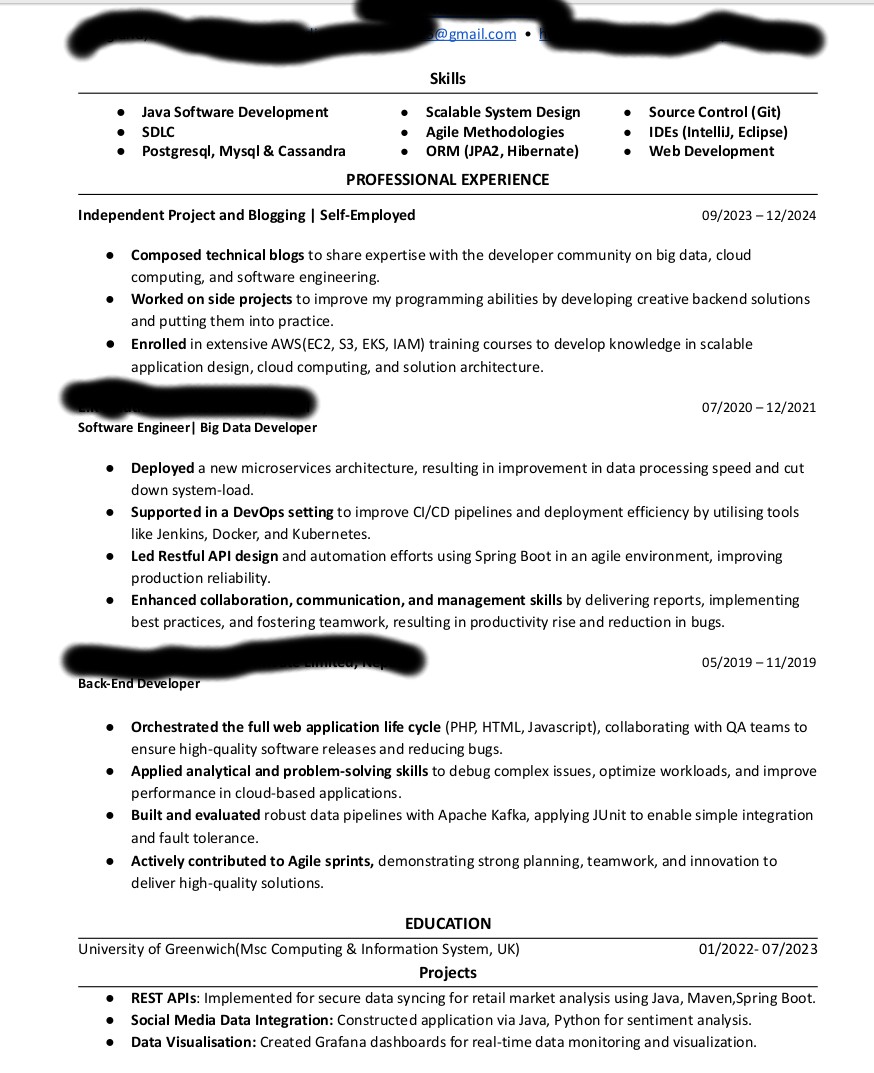 @gmail.com •
Skills
● Java Software Development ● Scalable System Design ● Source Control (Git)
● SDLC ● Agile Methodologies ● IDEs (IntelliJ, Eclipse)
● Postgresql, Mysql & Cassandra ● ORM (JPA2, Hibernate) ● Web Development
PROFESSIONAL EXPERIENCE
Independent Project and Blogging | Self-Employed 09/2023 – 12/2024
● Composed technical blogs to share expertise with the developer community on big data, cloud
computing, and software engineering.
● Worked on side projects to improve my programming abilities by developing creative backend solutions
and putting them into practice.
● Enrolled in extensive AWS(EC2, S3, EKS, IAM) training courses to develop knowledge in scalable
application design, cloud computing, and solution architecture.
07/2020 – 12/2021
Software Engineer| Big Data Developer
● Deployed a new microservices architecture, resulting in improvement in data processing speed and cut
down system-load.
● Supported in a DevOps setting to improve CI/CD pipelines and deployment efficiency by utilising tools
like Jenkins, Docker, and Kubernetes.
● Led Restful API design and automation efforts using Spring Boot in an agile environment, improving
production reliability.
● Enhanced collaboration, communication, and management skills by delivering reports, implementing
best practices, and fostering teamwork, resulting in productivity rise and reduction in bugs.
05/2019 – 11/2019
Back-End Developer
● Orchestrated the full web application life cycle (PHP, HTML, Javascript), collaborating with QA teams to
ensure high-quality software releases and reducing bugs.
● Applied analytical and problem-solving skills to debug complex issues, optimize workloads, and improve
performance in cloud-based applications.
● Built and evaluated robust data pipelines with Apache Kafka, applying JUnit to enable simple integration
and fault tolerance.
● Actively contributed to Agile sprints, demonstrating strong planning, teamwork, and innovation to
deliver high-quality solutions.
EDUCATION
University of Greenwich(Msc Computing & Information System, UK) 01/2022- 07/2023
Projects
● REST APIs: Implemented for secure data syncing for retail market analysis using Java, Maven,Spring Boot.
● Social Media Data Integration: Constructed application via Java, Python for sentiment analysis.
● Data Visualisation: Created Grafana dashboards for real-time data monitoring and visualization.